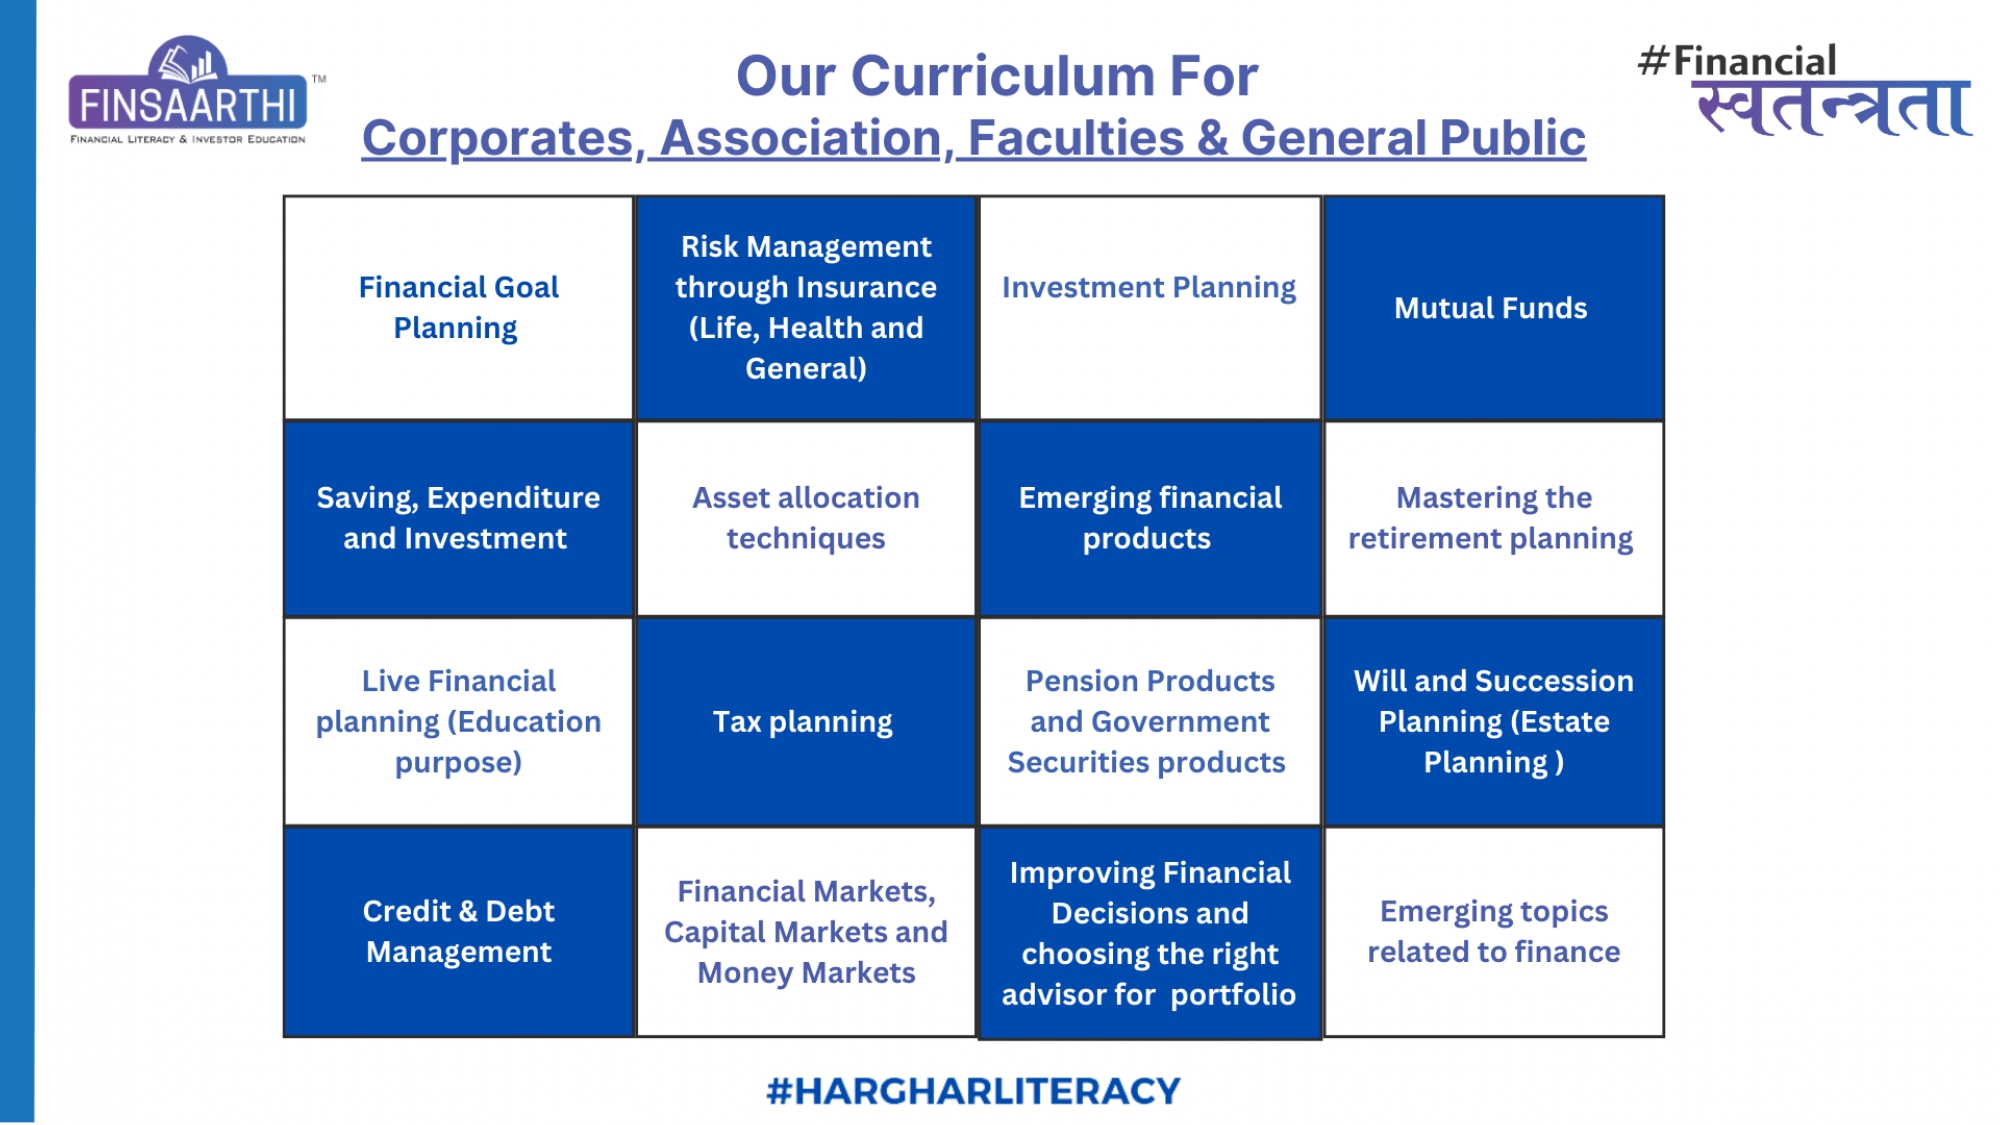 FINSAARTHI
TM
FINANCIAL LITERACY & INVESTOR EDUCATION
Our Curriculum For
Corporates, Association, Faculties & General Public
#Financial
स्वतन्त्रता
Financial Goal
Planning
Risk Management
through Insurance
(Life, Health and
General)
Investment Planning
Mutual Funds
Saving, Expenditure
and Investment
Asset allocation
techniques
Emerging financial
products
Mastering the
retirement planning
Live Financial
planning (Education
purpose)
Tax planning
Pension Products
and Government
Securities products
Will and Succession
Planning (Estate
Planning )
Credit & Debt
Management
Financial Markets,
Capital Markets and
Money Markets
Improving Financial
Decisions and
choosing the right
advisor for  portfolio
Emerging topics
related to finance
#HARGHARLITERACY